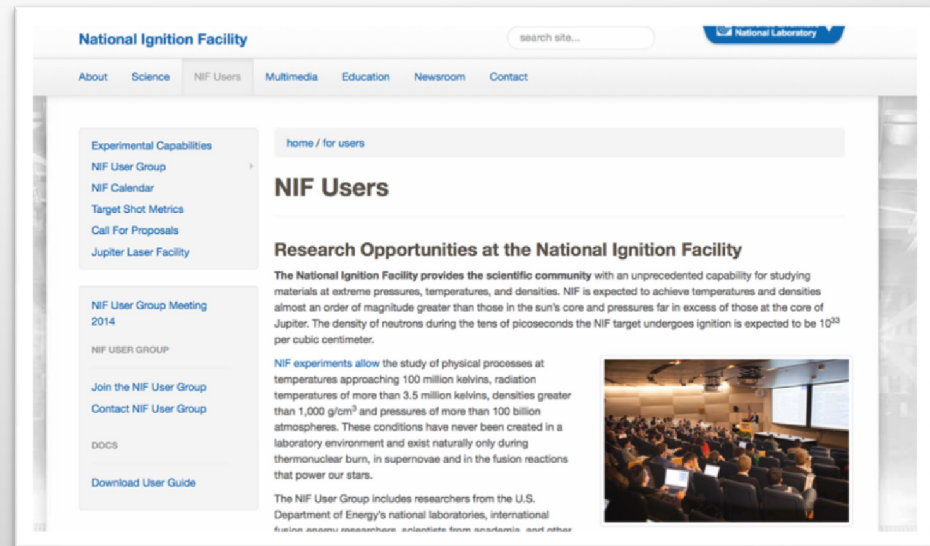 National Ignition Facility
search site...
National Laboratory
About Science NIF Users Multimedia Education Newsroom Contact
Experimental Capabilities
NIF User Group
NIF Calendar
Target Shot Metrics
Call For Proposals
Jupiter Laser Facility
NIF User Group Meeting
2014
NIF USER GROUP
Join the NIF User Group
Contact NIF User Group
DOCS
Download User Guide
home / for users
NIF Users
Research Opportunities at the National Ignition Facility
The National Ignition Facility provides the scientific community with an unprecedented capability for studying
materials at extreme pressures, temperatures, and densities. NIF is expected to achieve temperatures and densities
almost an order of magnitude greater than those in the sun's core and pressures far in excess of those at the core of
Jupiter. The density of neutrons during the tens of picoseconds the NIF target undergoes ignition is expected to be 10³³
per cubic centimeter.
NIF experiments allow the study of physical processes at
temperatures approaching 100 million kelvins, radiation
temperatures of more than 3.5 million kelvins, densities greater
than 1,000 g/cm³ and pressures of more than 100 billion
atmospheres. These conditions have never been created in a
laboratory environment and exist naturally only during
thermonuclear burn, in supernovae and in the fusion reactions
that power our stars.
The NIF User Group includes researchers from the U.S.
Department of Energy's national laboratories, international
fusion energy researchers, scientists from academia, and other